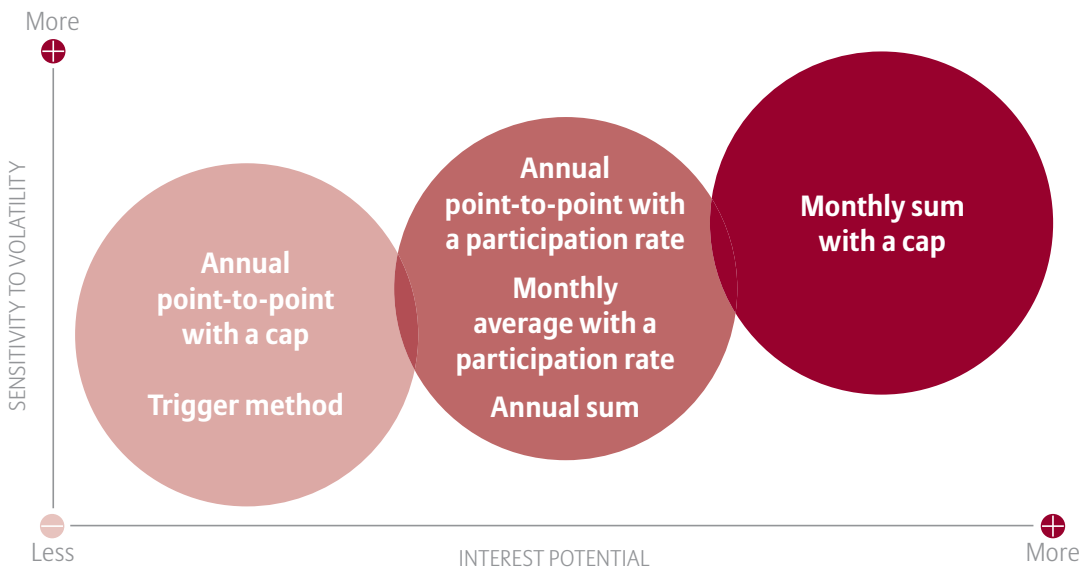 More
SENSITIVITY TO VOLATILITY
Annual
point-to-point
with a cap
Trigger method
Annual
point-to-point with
a participation rate
Monthly
average with a
participation rate
Annual sum
Monthly sum
with a cap
Less
INTEREST POTENTIAL
More